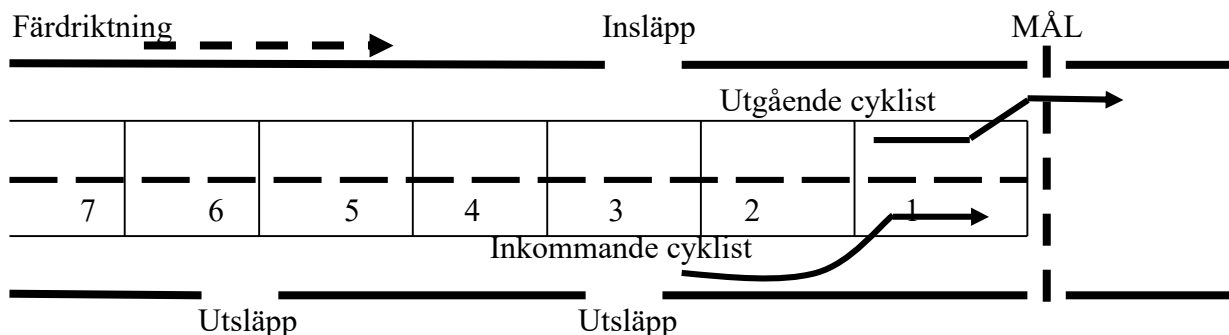 Färdriktning Insläpp MÅL
Utgående cyklist
7 6 5 4 3 2 1
Inkommande cyklist
Utsläpp Utsläpp